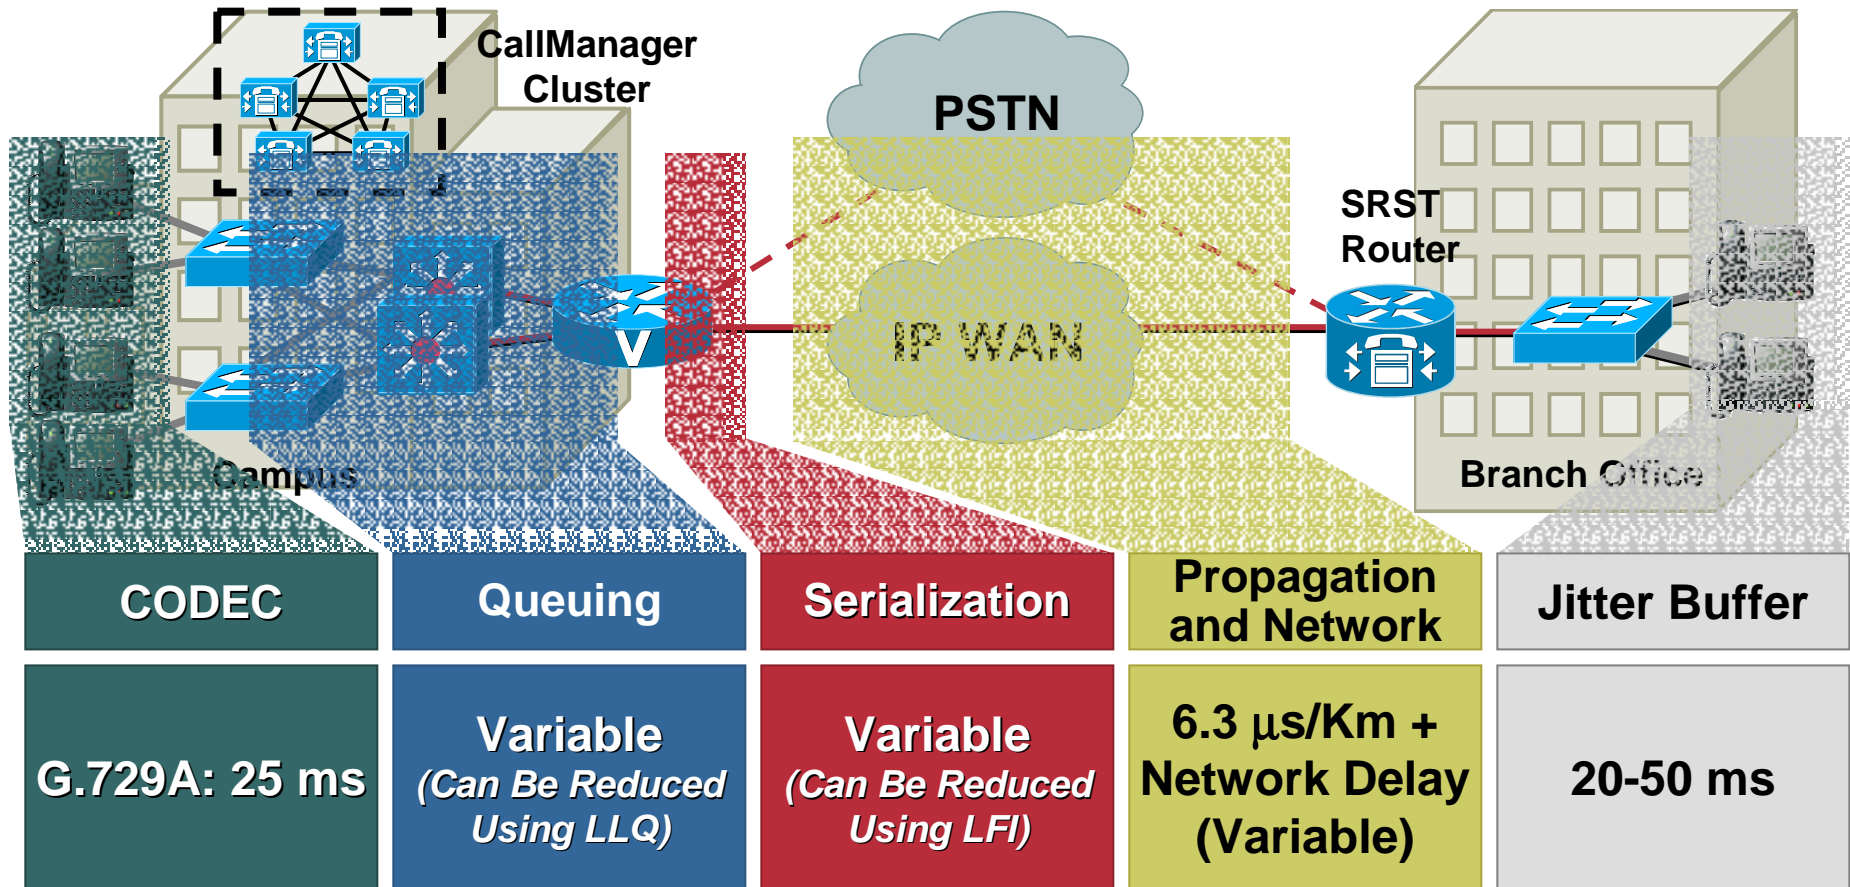 CallManager
Cluster
PSTN
SRST
Router
IP WAN
V
Campus
Branch Office
CODEC
Queuing
Serialization
Propagation
and Network
Jitter Buffer
G.729A: 25 ms
Variable
(Can Be Reduced
Using LLQ)
Variable
(Can Be Reduced
Using LFI)
6.3 μs/Km +
Network Delay
(Variable)
20-50 ms